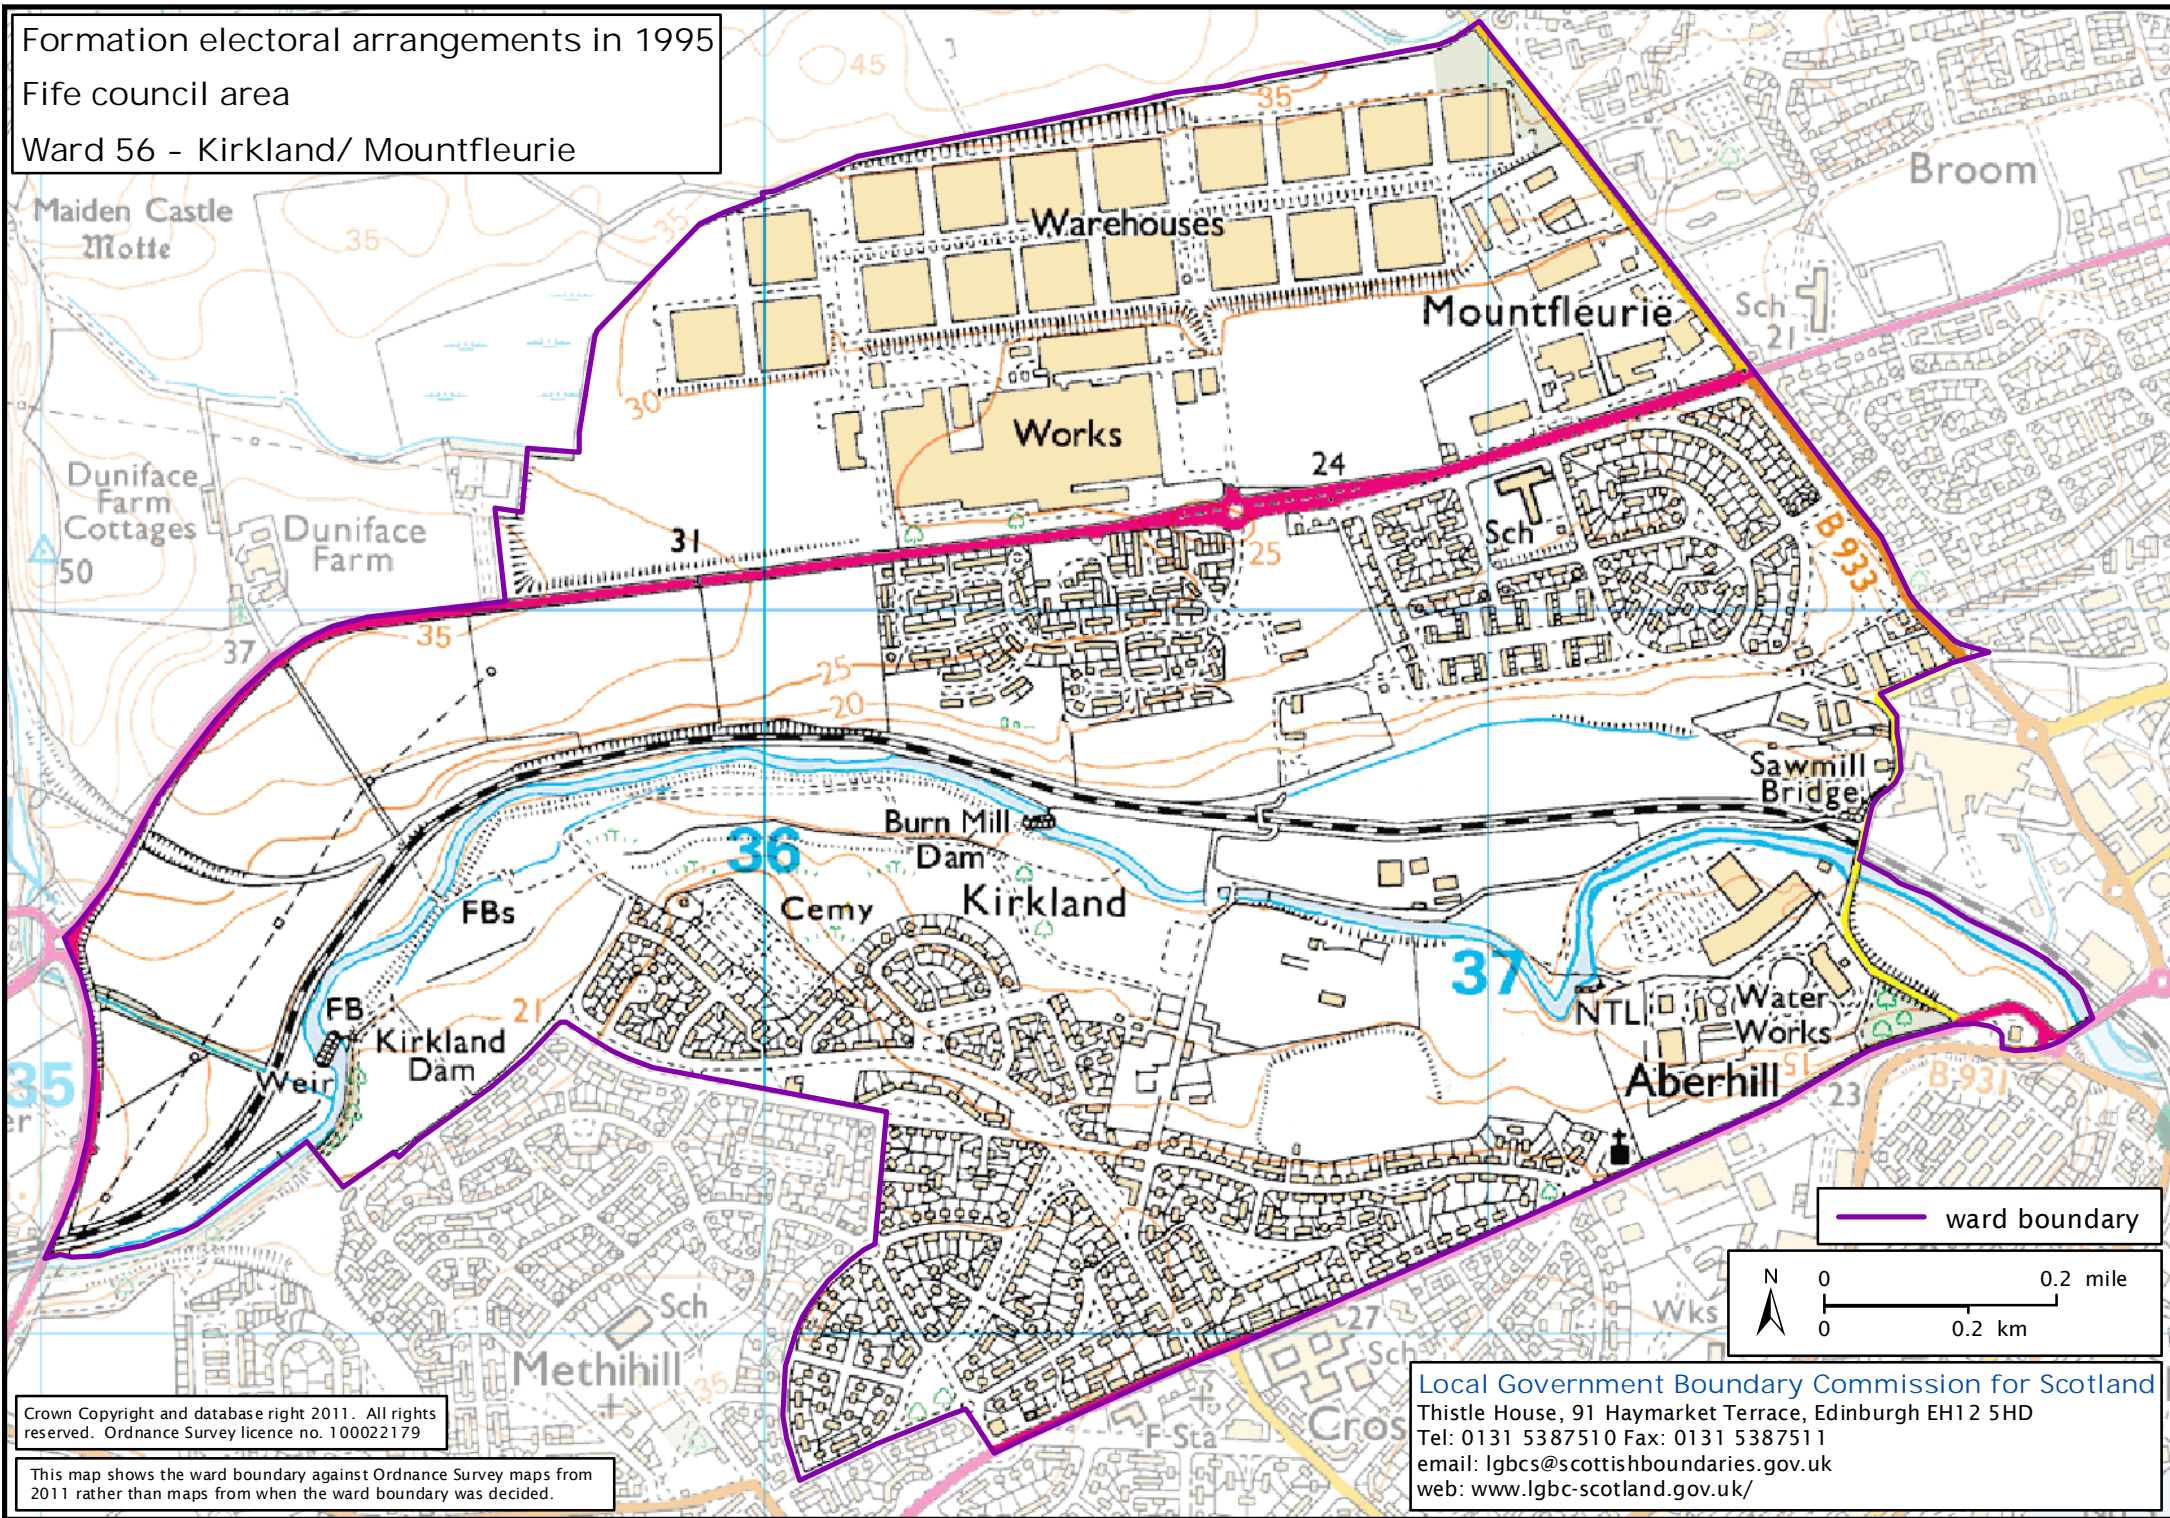 Formation electoral arrangements in 1995
Fife council area
Ward 56 - Kirkland/ Mountfleurie
45
35
Broom
Maiden Castle
Motte
35
35
Warehouses
Mountfleurie
Sch
21
30
Works
24
Duniface
Farm
Cottages
Duniface
Farm
50
31
Sch
25
B 933
37
35
25
20
Sawmill
Bridge
Burn Mill
Dam
36
FBs
Cemy
Kirkland
37
FB
21
Kirkland
Dam
NTL
Water
Works
35
Weir
er
Aberhill
15
23
B 931
ward boundary
N
0
0.2 mile
0
0.2 km
Sch
27
Wks
Methilhill
35
Sch
Cros
F Sta
Crown Copyright and database right 2011. All rights
reserved. Ordnance Survey licence no. 100022179
This map shows the ward boundary against Ordnance Survey maps from
2011 rather than maps from when the ward boundary was decided.
Local Government Boundary Commission for Scotland
Thistle House, 91 Haymarket Terrace, Edinburgh EH12 5HD
Tel: 0131 5387510 Fax: 0131 5387511
email: lgbcs@scottishboundaries.gov.uk
web: www.lgbc-scotland.gov.uk/